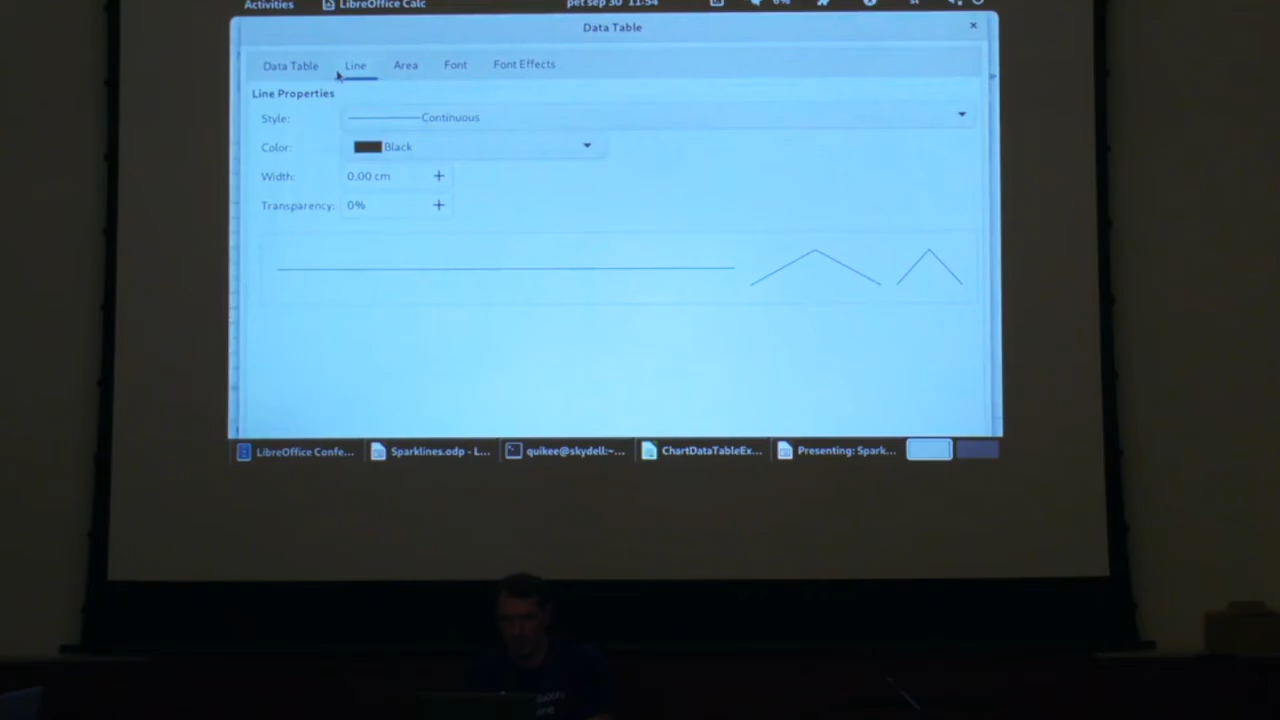 Activities LibreOffice Calc pet sep 30 11:54 6%
Data Table ×
Data Table Line Area Font Font Effects
Line Properties
Style: Continuous
Color: Black
Width: 0.00 cm +
Transparency: 0% +
LibreOffice Confe... Sparklines.odp - L... quikee@skydell:~... ChartDataTableEx... Presenting: Spark...